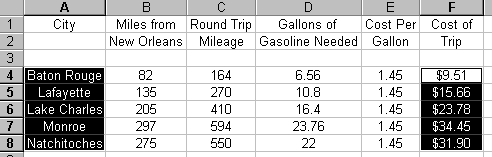 A B C D E F
1 City Miles from Round Trip Gallons of Cost Per Cost of
2 New Orleans Mileage Gasoline Needed Gallon Trip
3
4 Baton Rouge 82 164 6.56 1.45 $9.51
5 Lafayette 135 270 10.8 1.45 $15.66
6 Lake Charles 205 410 16.4 1.45 $23.78
7 Monroe 297 594 23.76 1.45 $34.45
8 Natchitoches 275 550 22 1.45 $31.90